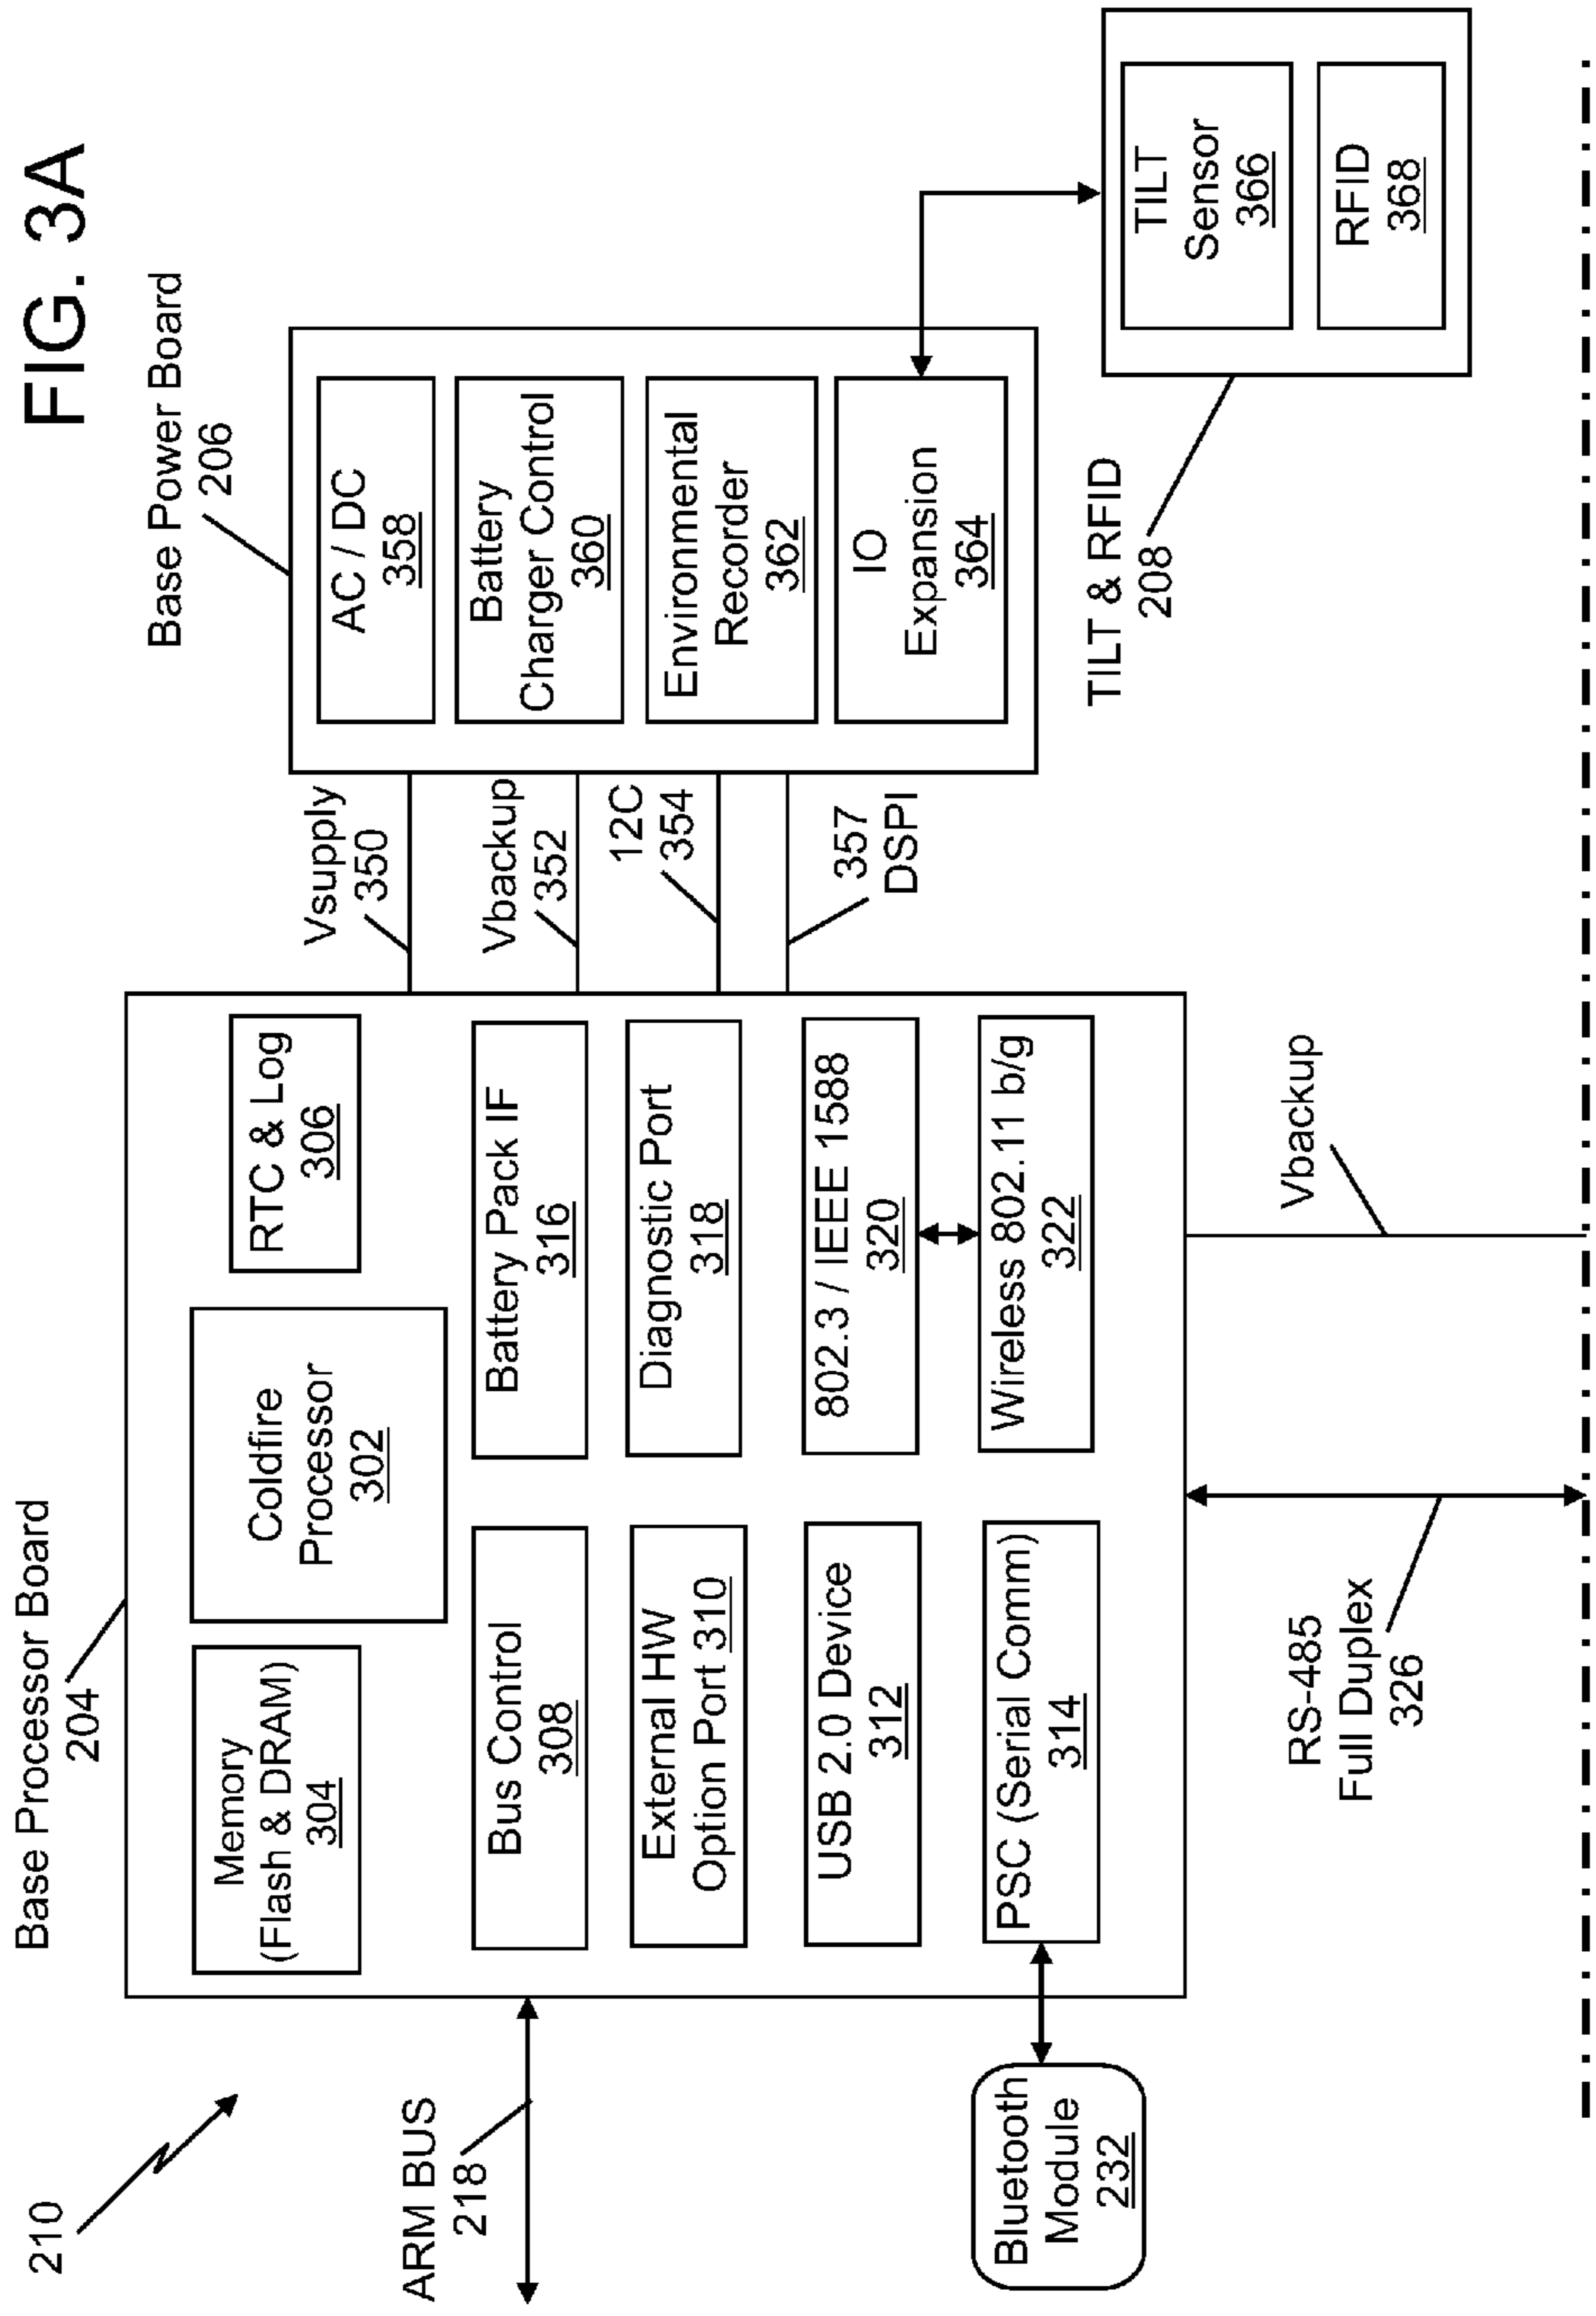 FIG. 3A
210
Base Processor Board
204
Memory
(Flash & DRAM)
304
Coldfire
Processor
302
RTC & Log
306
Bus Control
308
Battery Pack IF
316
External HW
Option Port 310
Diagnostic Port
318
USB 2.0 Device
312
802.3 / IEEE 1588
320
PSC (Serial Comm)
314
Wireless 802.11 b/g
322
ARM BUS
218
Bluetooth
Module
232
RS-485
Full Duplex
326
Vbackup
Vsupply
350
Vbackup
352
12C
354
357
DSPI
Base Power Board
206
AC / DC
358
Battery
Charger Control
360
Environmental
Recorder
362
IO
Expansion
364
TILT & RFID
208
TILT
Sensor
366
RFID
368